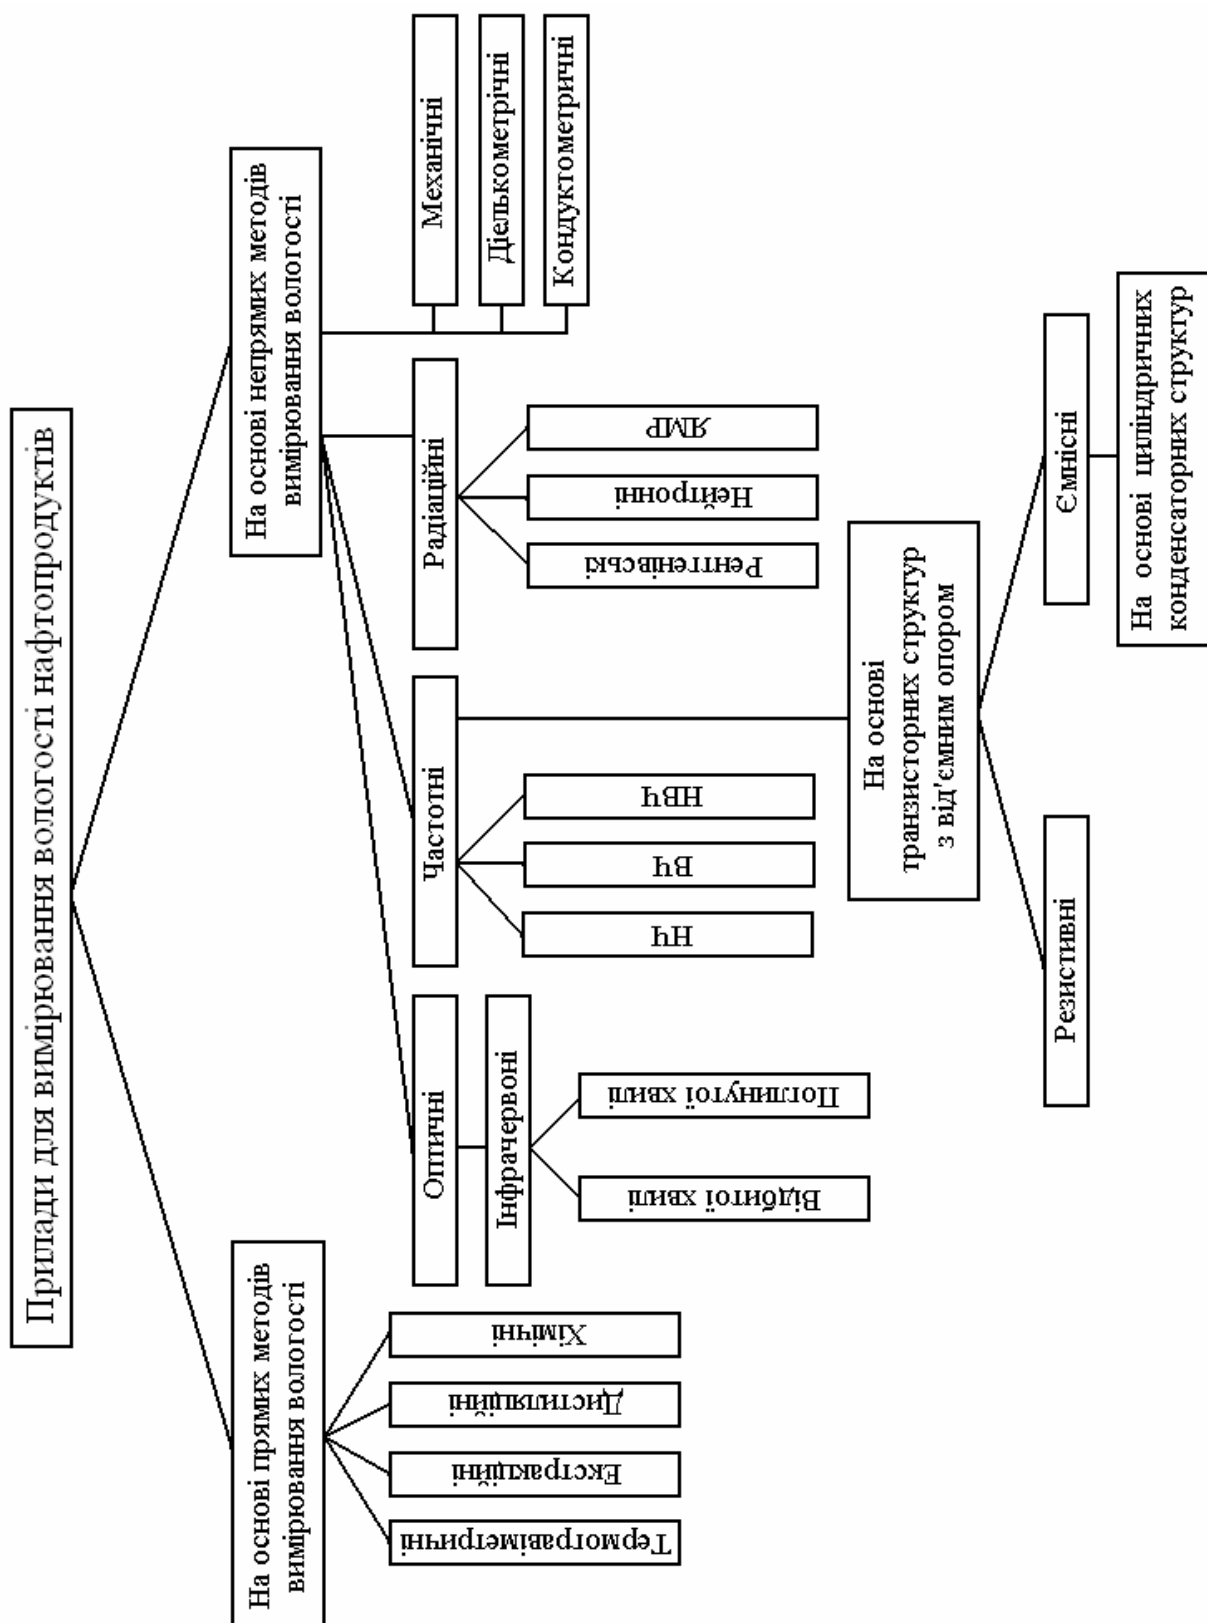 Прилади для вимірювання вологості нафтопродуктів
На основі прямих методів
вимірювання вологості
На основі непрямих методів
вимірювання вологості
Термогравіметричні
Екстракційні
Дистиляційні
Хімічні
Оптичні
Частотні
Радіаційні
Механічні
Діелькометрічні
Кондуктометричні
Інфрачервоні
Відбитої хвилі
Поглинутої хвилі
НЧ
ВЧ
НВЧ
Рентгенівські
Нейтронні
ЯМР
На основі
транзисторних структур
з від'ємним опором
Резистивні
Ємнісні
На основі циліндричних
конденсаторних структур